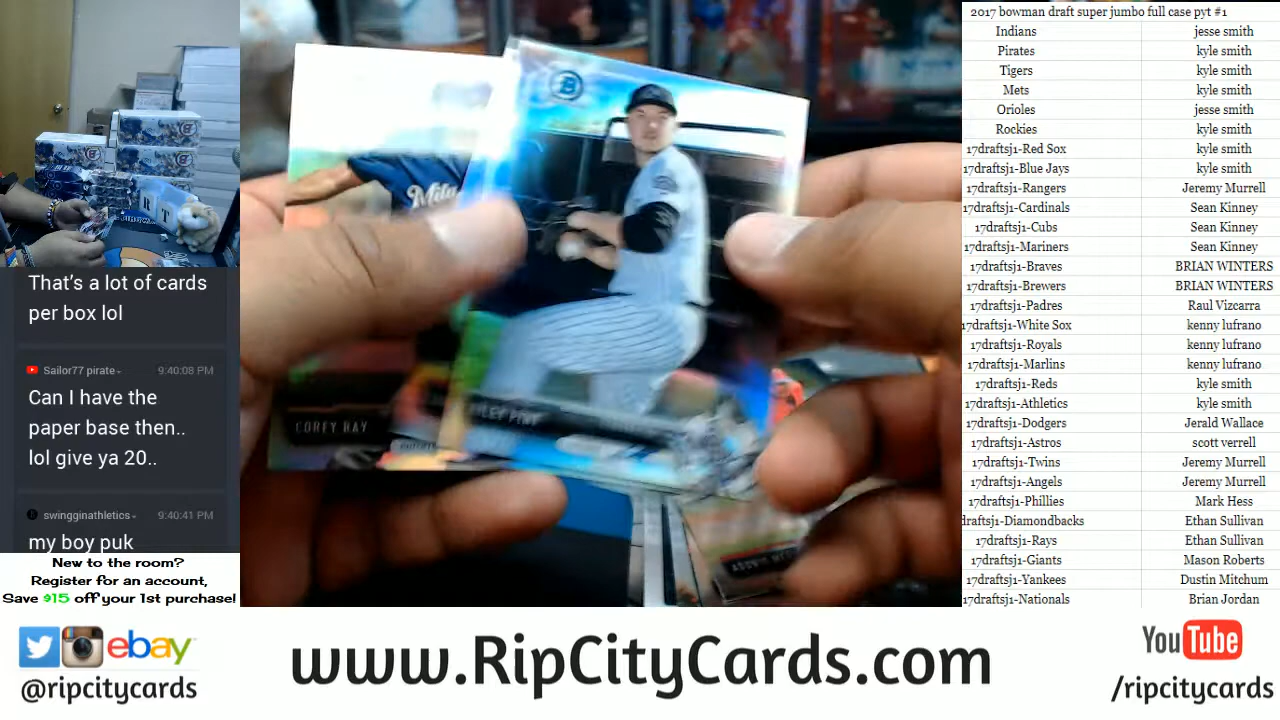 That's a lot of cards
per box lol
Sailor77 pirate
9:40:08 PM
Can I have the
paper base then..
lol give ya 20..
swingginathletics
9:40:41 PM
my boy puk
New to the room?
Register for an account,
Save $15 off your 1st purchase!
COREY RAY
RILEY PINT
R T
2017 bowman draft super jumbo full case pyt #1
Indians jesse smith
Pirates kyle smith
Tigers kyle smith
Mets kyle smith
Orioles jesse smith
Rockies kyle smith
17draftsj1-Red Sox kyle smith
17draftsj1-Blue Jays kyle smith
17draftsj1-Rangers Jeremy Murrell
17draftsj1-Cardinals Sean Kinney
17draftsj1-Cubs Sean Kinney
17draftsj1-Mariners Sean Kinney
17draftsj1-Braves BRIAN WINTERS
17draftsj1-Brewers BRIAN WINTERS
17draftsj1-Padres Raul Vizcarra
17draftsj1-White Sox kenny lufrano
17draftsj1-Royals kenny lufrano
17draftsj1-Marlins kenny lufrano
17draftsj1-Reds kyle smith
17draftsj1-Athletics kyle smith
17draftsj1-Dodgers Jerald Wallace
17draftsj1-Astros scott verrell
17draftsj1-Twins Jeremy Murrell
17draftsj1-Angels Jeremy Murrell
17draftsj1-Phillies Mark Hess
draftsj1-Diamondbacks Ethan Sullivan
17draftsj1-Rays Ethan Sullivan
17draftsj1-Giants Mason Roberts
17draftsj1-Yankees Dustin Mitchum
17draftsj1-Nationals Brian Jordan
ebay
@ripcitycards
www.RipCityCards.com
YouTube
/ripcitycards